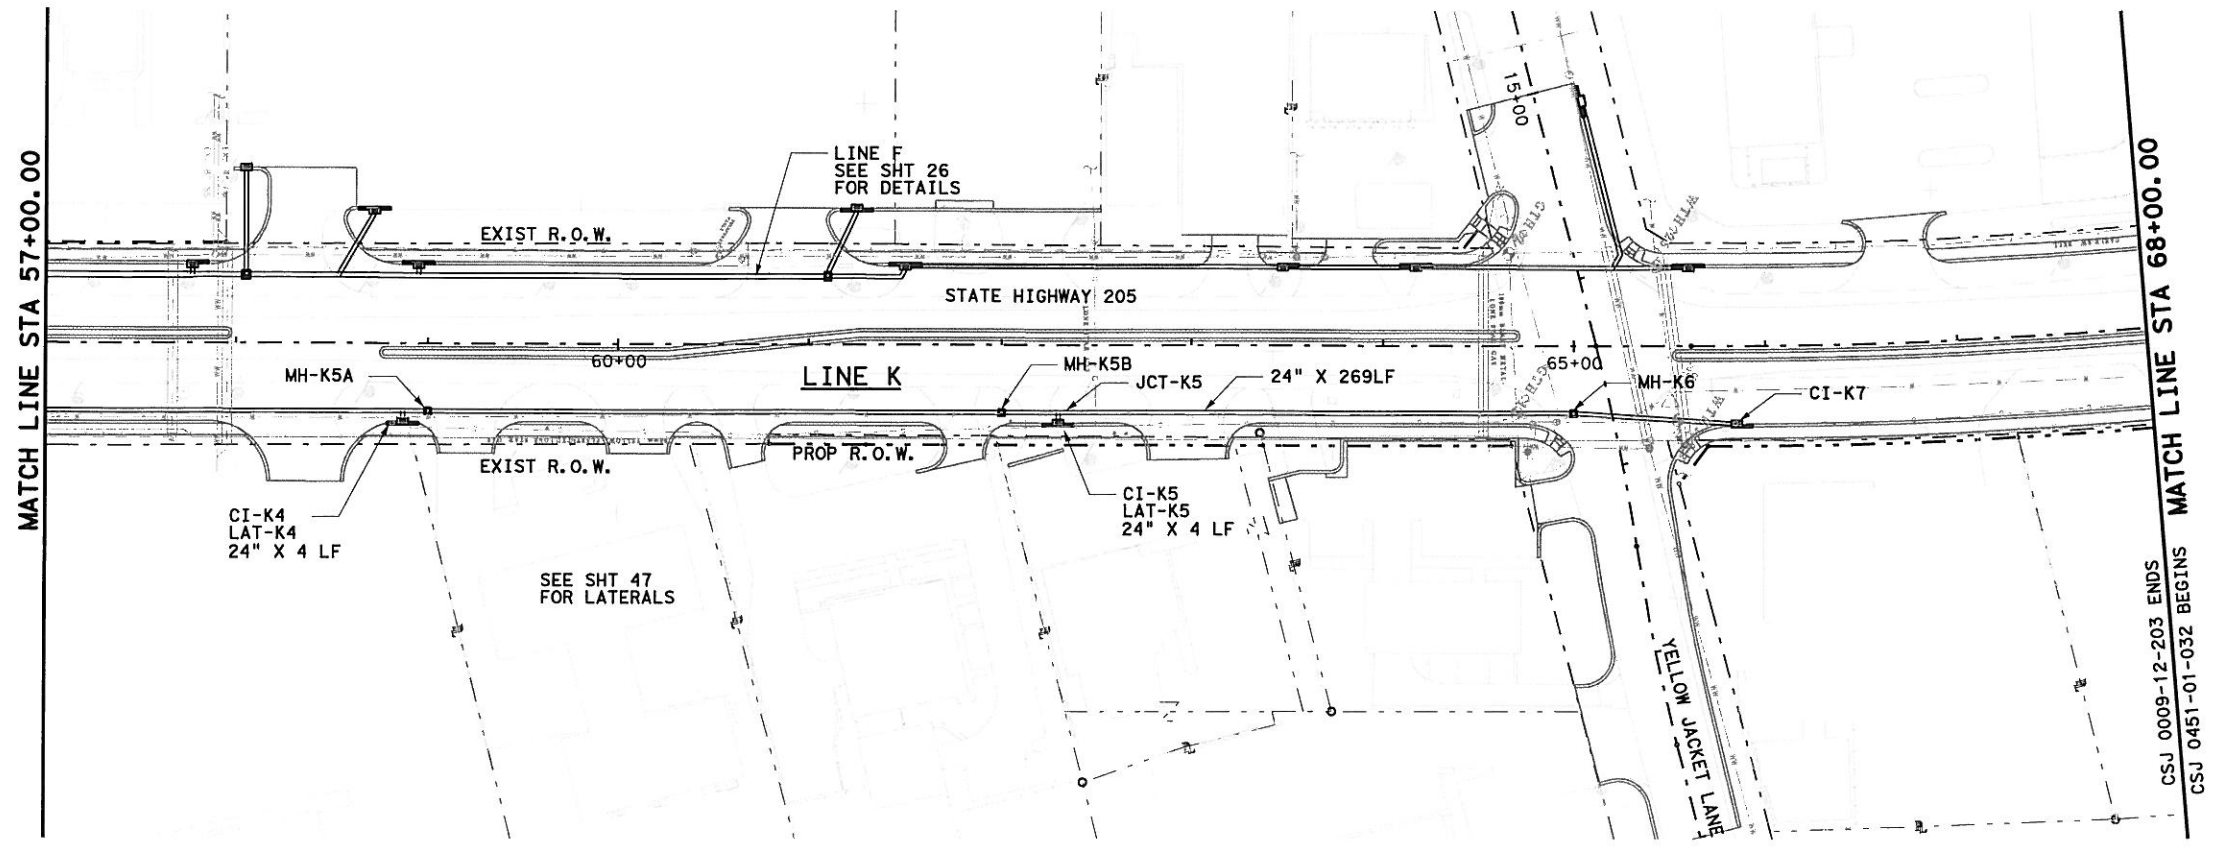 MATCH LINE STA 57+00.00
LINE F
SEE SHT 26
FOR DETAILS
EXIST R.O.W.
STATE HIGHWAY 205
15+00
60+00
65+00
MH-K5A
LINE K
MH-K5B
JCT-K5
24" X 269LF
MH-K6
CI-K7
EXIST R.O.W.
PROP R.O.W.
CI-K4
LAT-K4
24" X 4 LF
CI-K5
LAT-K5
24" X 4 LF
SEE SHT 47
FOR LATERALS
YELLOW JACKET LANE
MATCH LINE STA 68+00.00
CSJ 0009-12-203 ENDS
CSJ 0451-01-032 BEGINS